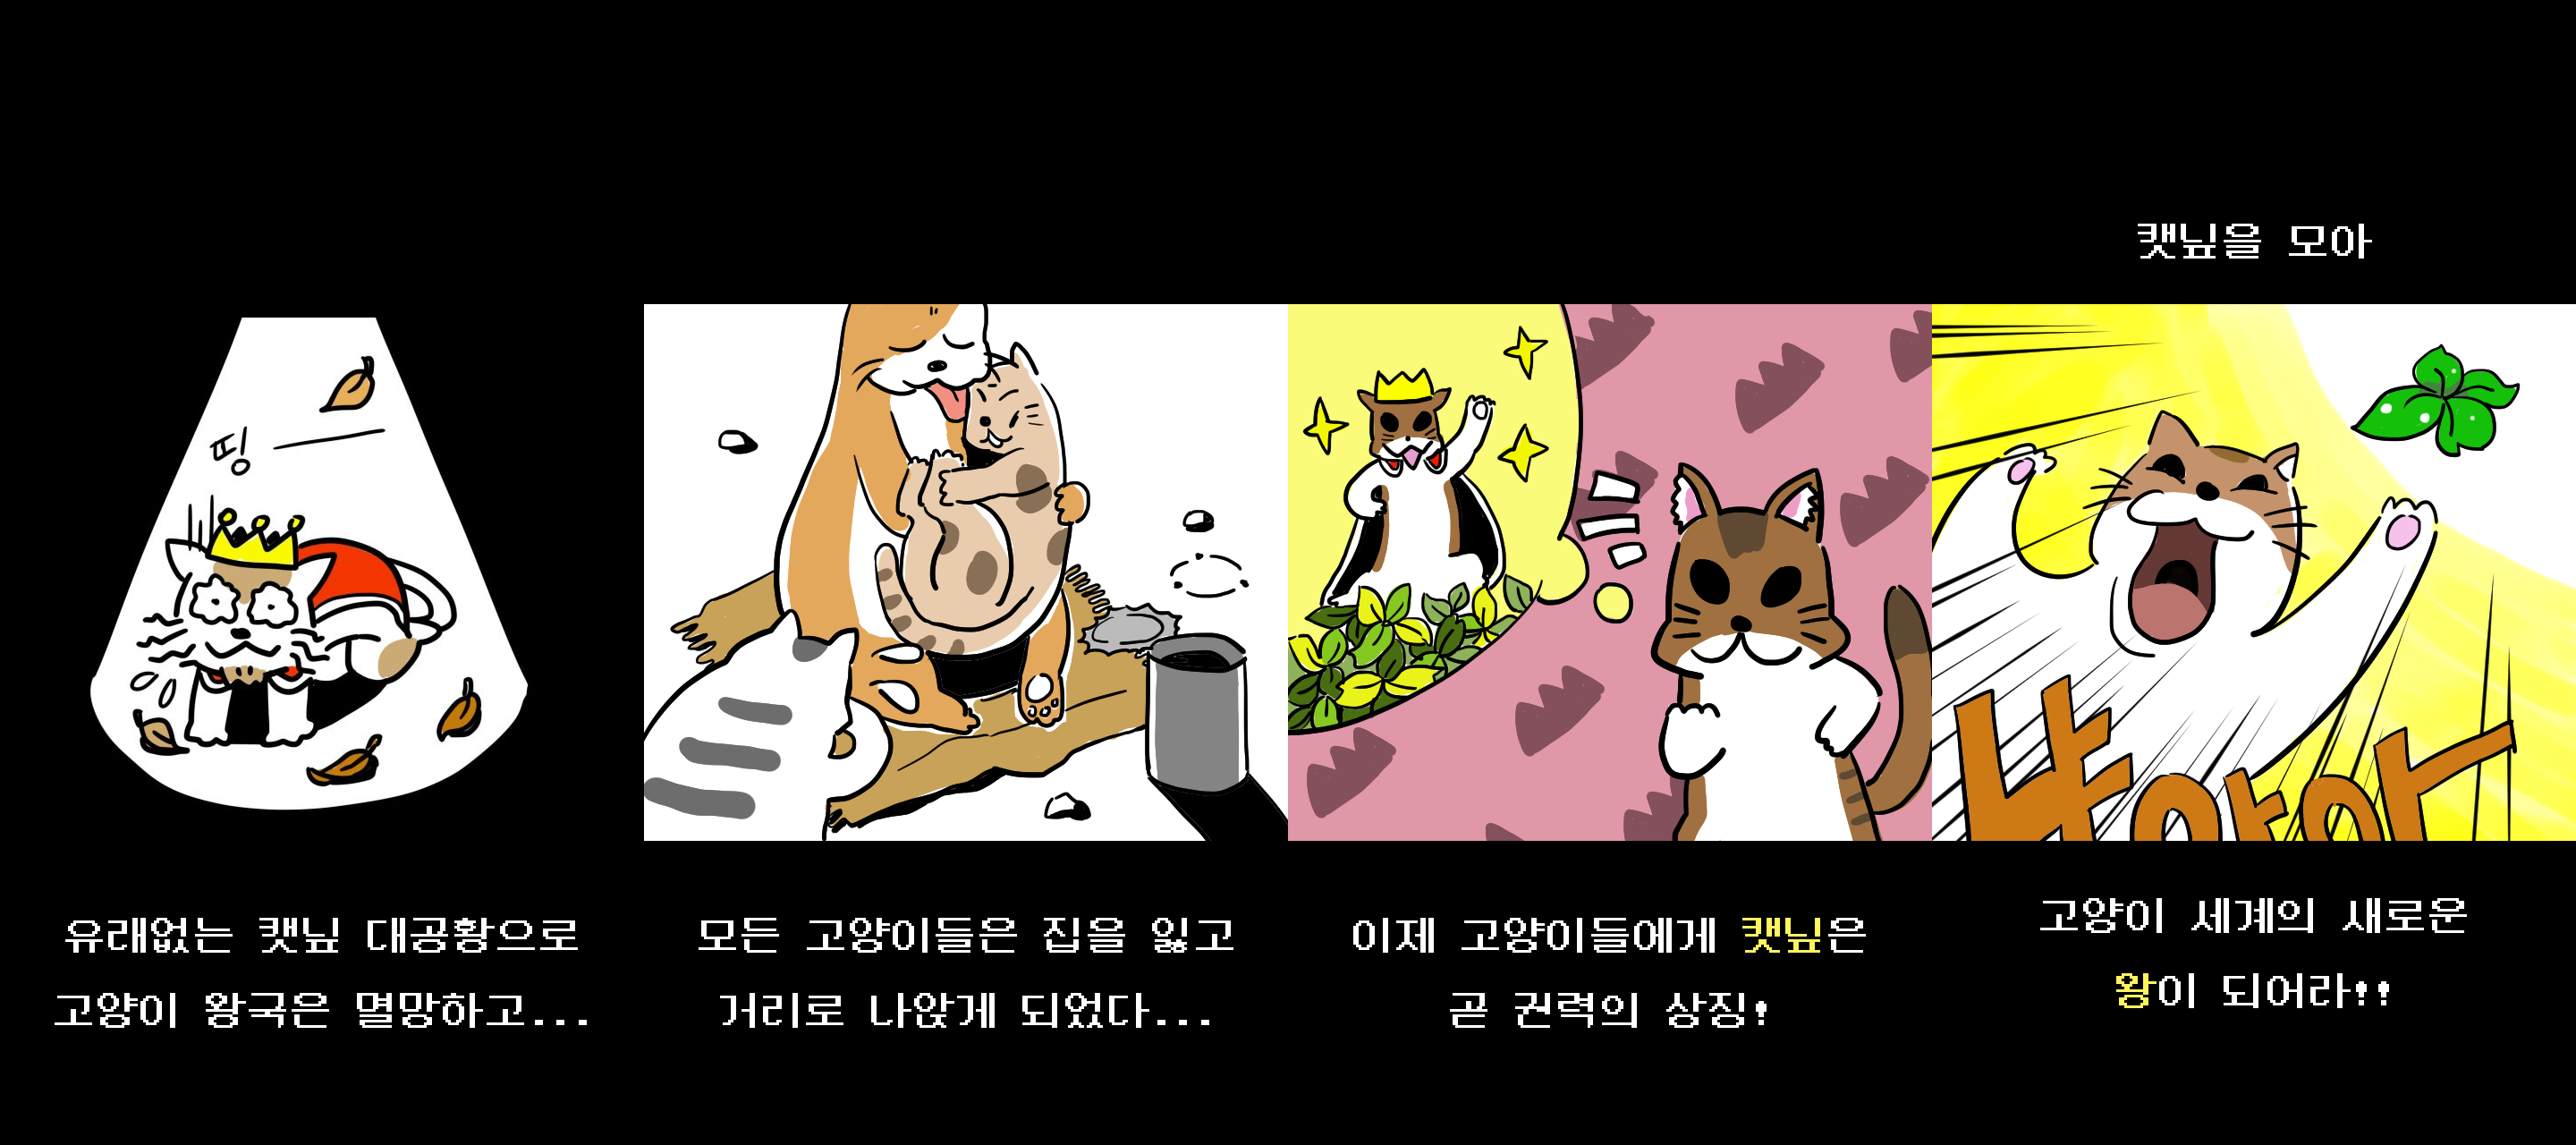 유래없는 캣닢 대공황으로
고양이 왕국은 멸망하고...
모든 고양이들은 집을 잃고
거리로 나앉게 되었다...
이제 고양이들에게 캣닢은
곧 권력의 상징!
캣닢을 모아
냐아아
고양이 세계의 새로운
왕이 되어라!!